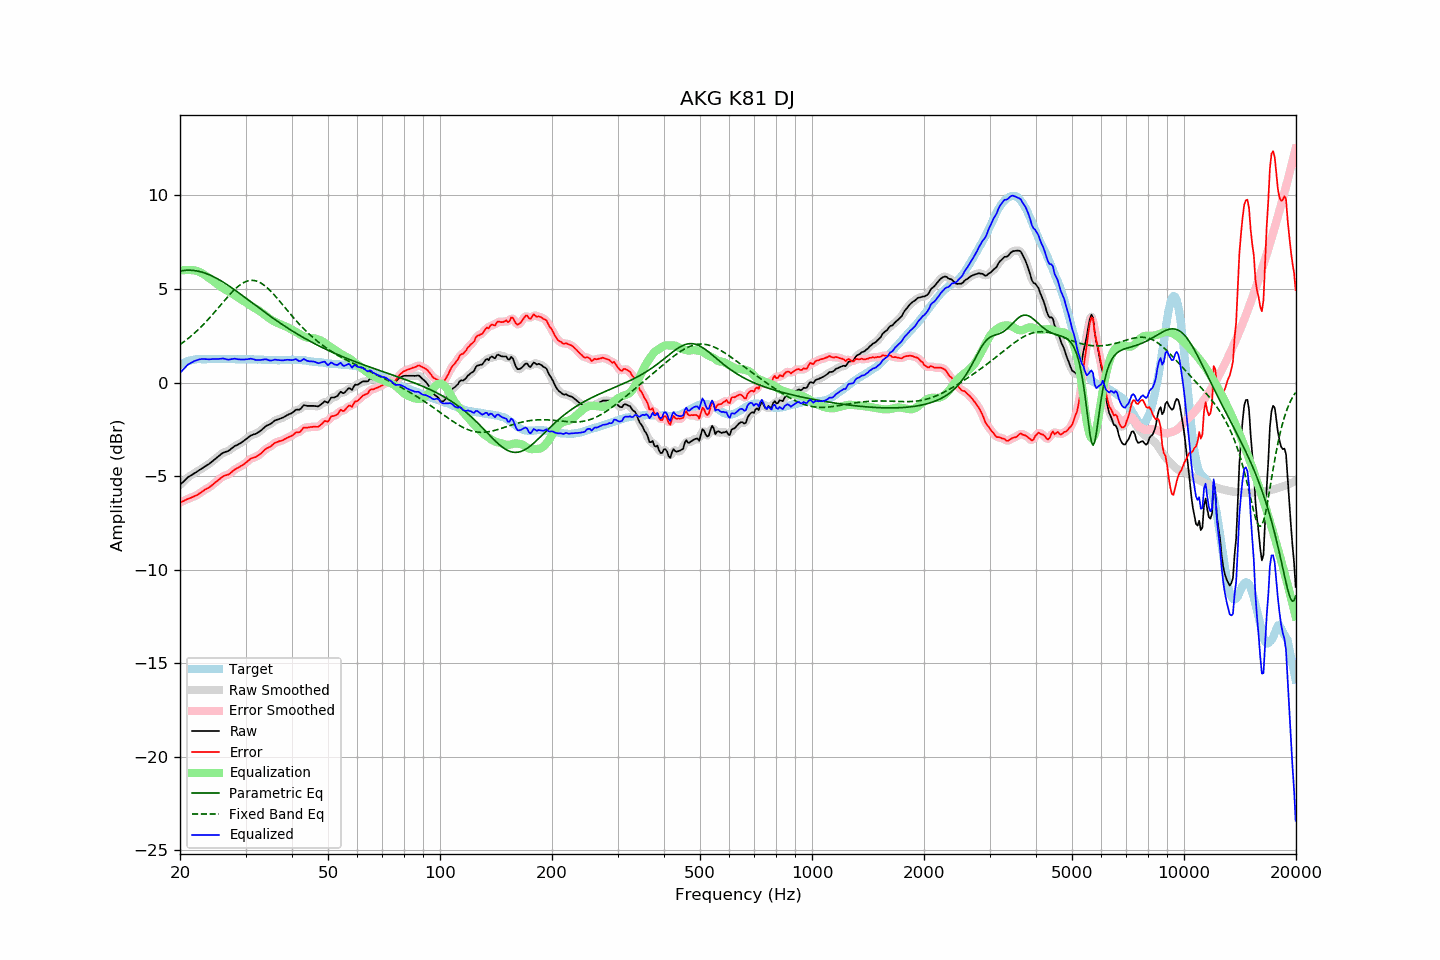 AKG K81 DJ
Amplitude (dBr)
10
5
0
−5
−10
−15
−20
−25
Target
Raw Smoothed
Error Smoothed
Raw
Error
Equalization
Parametric Eq
Fixed Band Eq
Equalized
20 50 100 200 500 1000 2000 5000 10000 20000
Frequency (Hz)